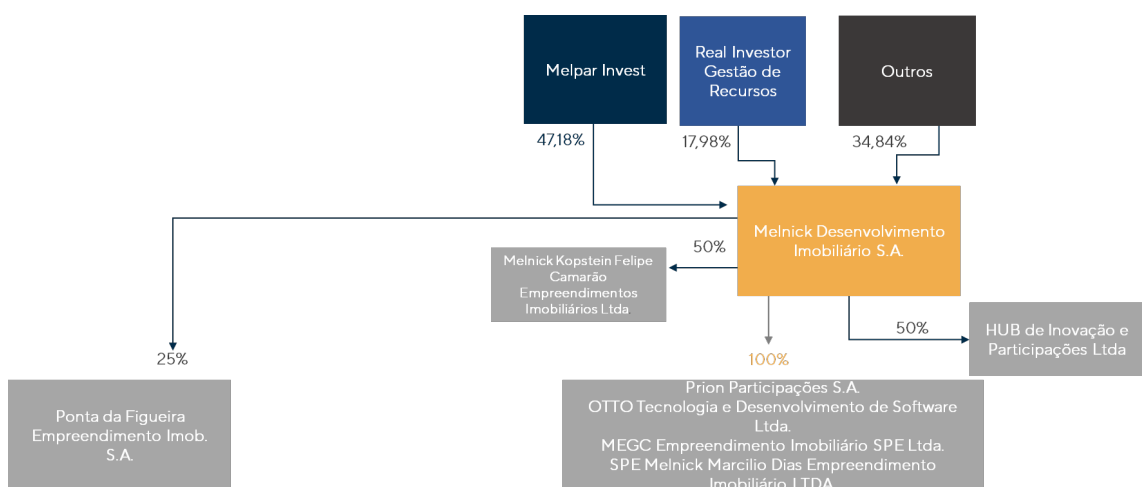 Melpar Invest
Real Investor
Gestão de
Recursos
Outros
47,18%
17,98%
34,84%
Melnick Desenvolvimento
Imobiliário S.A.
50%
Melnick Kopstein Felipe
Camarão
Empreendimentos
Imobiliários Ltda.
50%
HUB de Inovação e
Participações Ltda
25%
100%
Ponta da Figueira
Empreendimento Imob.
S.A.
Prion Participações S.A.
OTTO Tecnologia e Desenvolvimento de Software
Ltda.
MEGC Empreendimento Imobiliário SPE Ltda.
SPE Melnick Marcilio Dias Empreendimento
Imobiliário LTDA